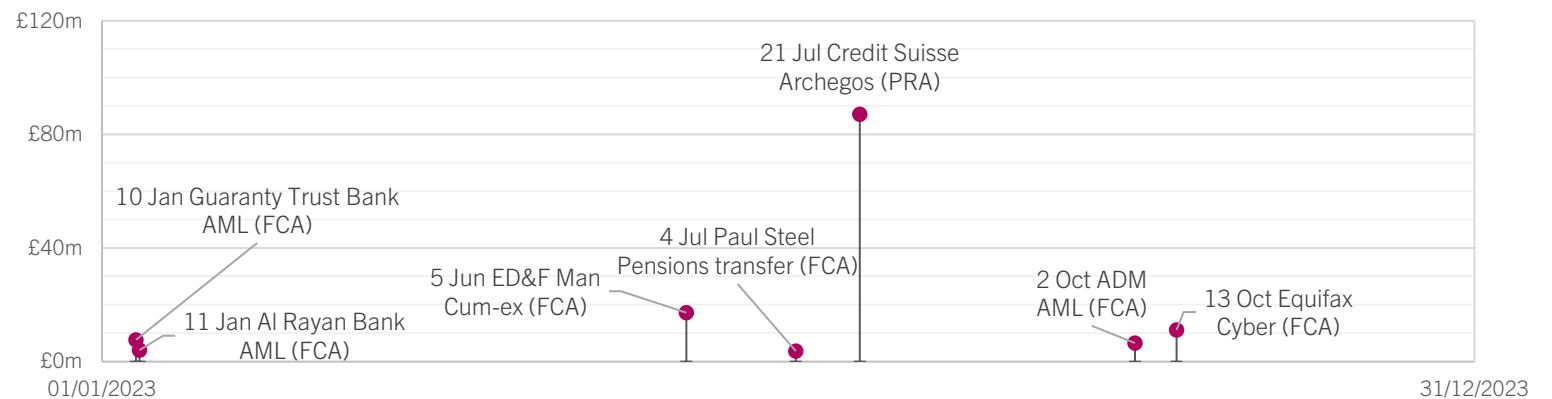 £120m
21 Jul Credit Suisse
Archegos (PRA)
£80m
10 Jan Guaranty Trust Bank
AML (FCA)
£40m
4 Jul Paul Steel
Pensions transfer (FCA)
5 Jun ED&F Man
Cum-ex (FCA)
2 Oct ADM
AML (FCA)
13 Oct Equifax
Cyber (FCA)
11 Jan Al Rayan Bank
AML (FCA)
£0m
01/01/2023
31/12/2023